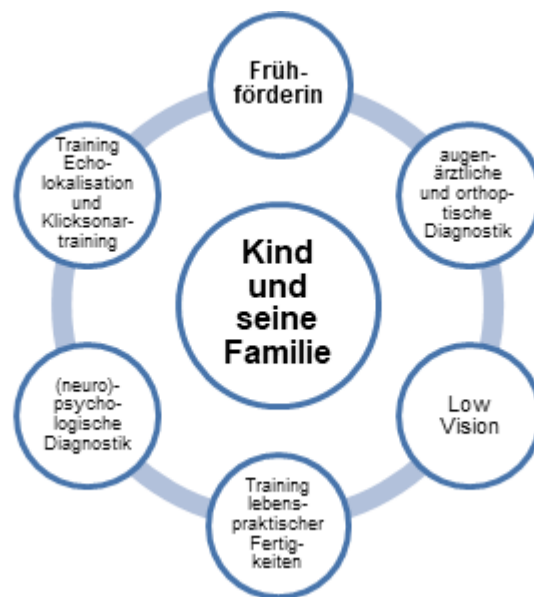 Früh-
förderin
augen-
ärztliche
und orthop-
tische
Diagnostik
Low
Vision
Training
lebens-
praktischer
Fertig-
keiten
(neuro)-
psycho-
logische
Diagnostik
Training
Echo-
lokalisation
und
Klicksonar-
training
Kind
und
seine
Familie